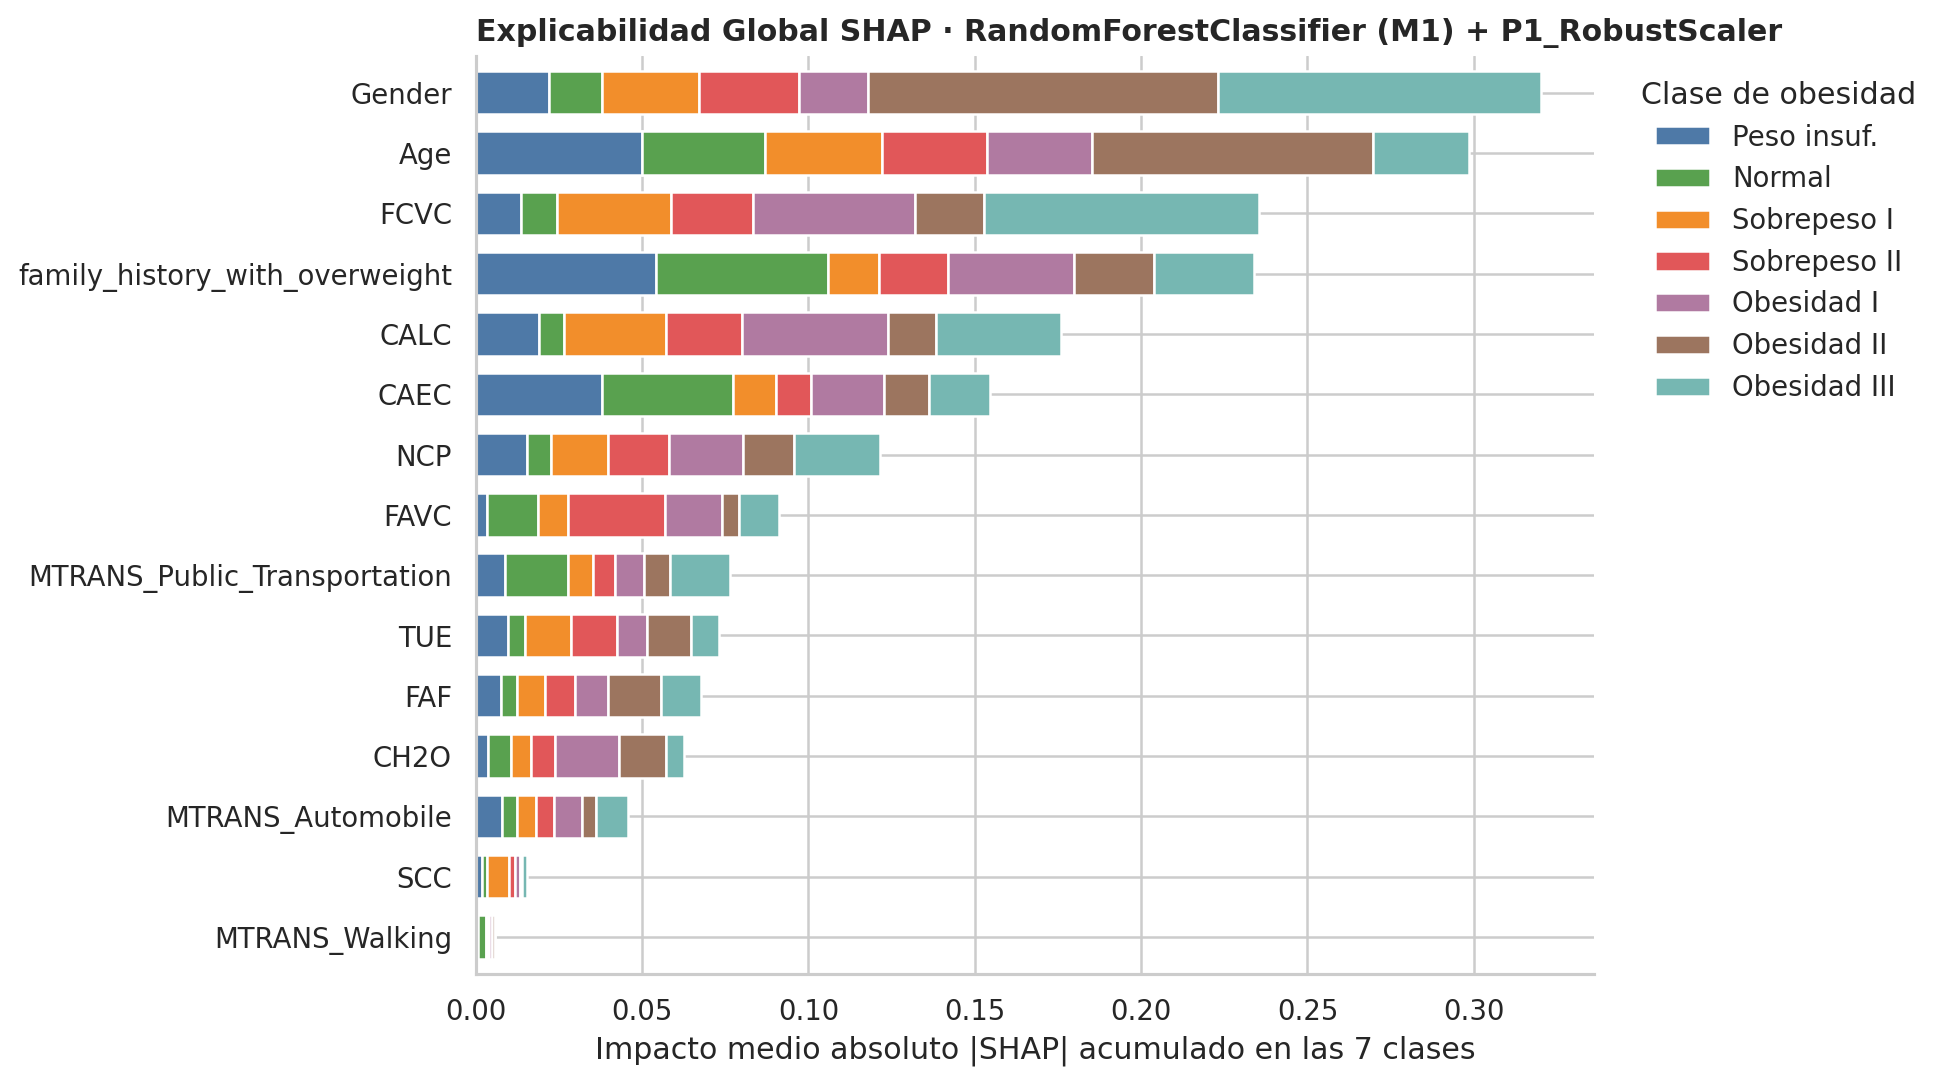 Explicabilidad Global SHAP · RandomForestClassifier (M1) + P1_RobustScaler
Gender
Age
FCVC
family_history_with_overweight
CALC
CAEC
NCP
FAVC
MTRANS_Public_Transportation
TUE
FAF
CH2O
MTRANS_Automobile
SCC
MTRANS_Walking
0.00 0.05 0.10 0.15 0.20 0.25 0.30
Impacto medio absoluto |SHAP| acumulado en las 7 clases
Clase de obesidad
Peso insuf.
Normal
Sobrepeso I
Sobrepeso II
Obesidad I
Obesidad II
Obesidad III